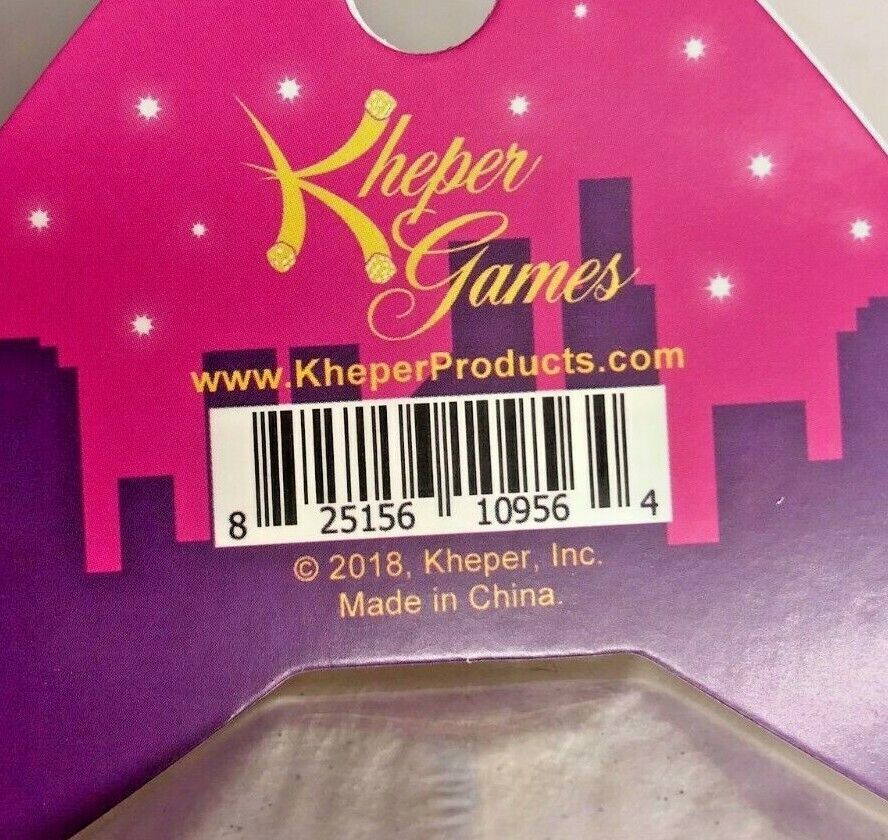 Kheper
Games
www.KheperProducts.com
8 25156 10956 4
© 2018, Kheper, Inc.
Made in China.